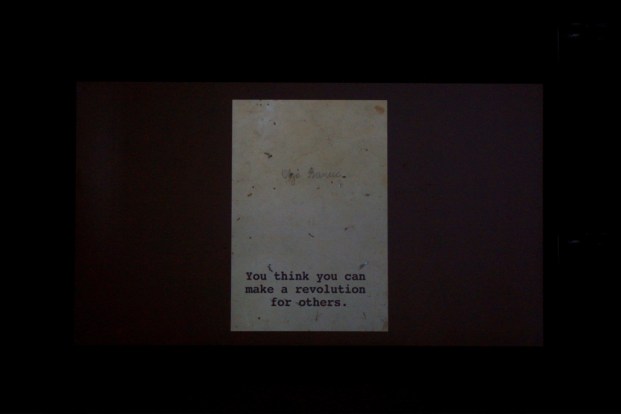 You think you can
make a revolution
for others.